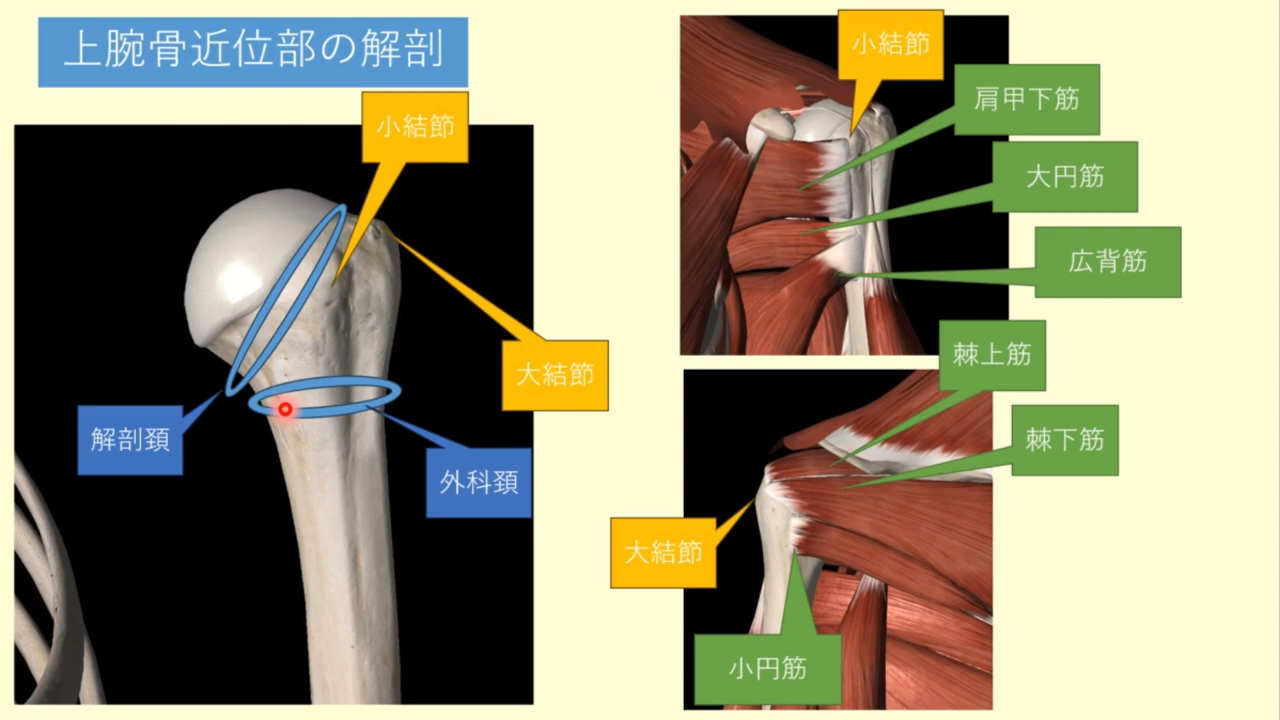 上腕骨近位部の解剖
小結節
大結節
解剖頚
外科頚
小結節
肩甲下筋
大円筋
広背筋
棘上筋
棘下筋
大結節
小円筋